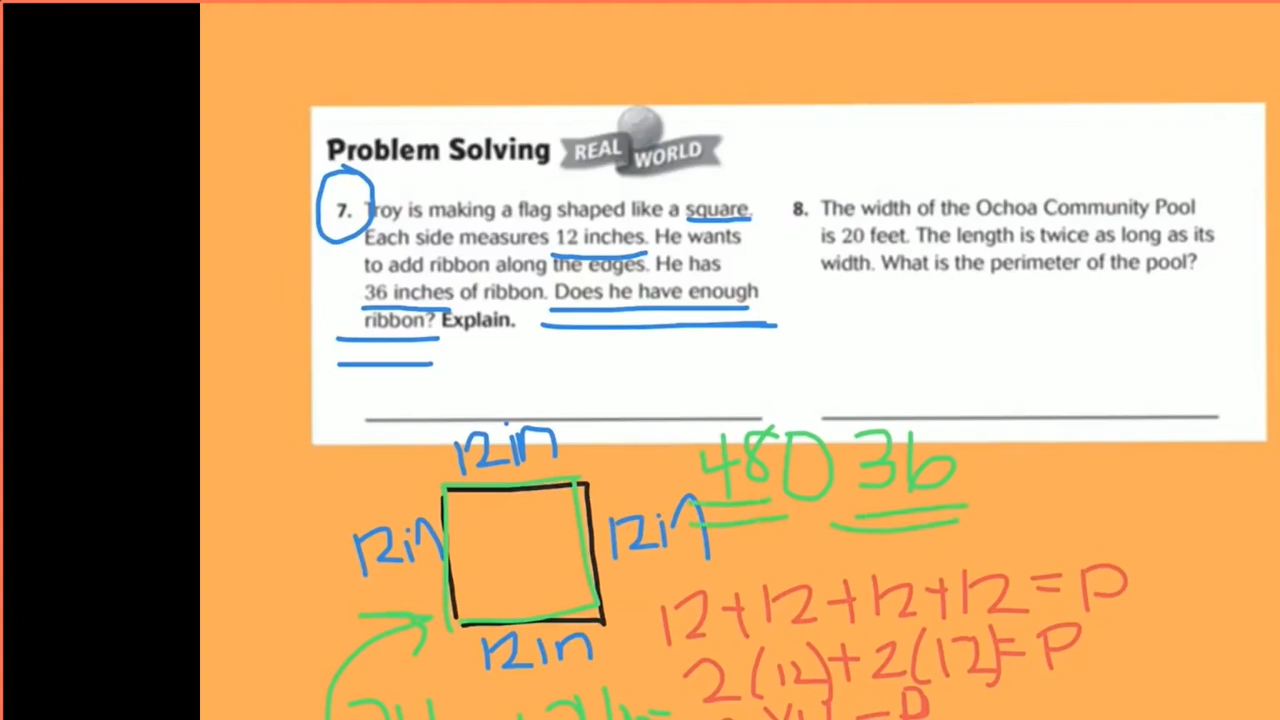 Problem Solving REAL WORLD
7. Troy is making a flag shaped like a square.
Each side measures 12 inches. He wants
to add ribbon along the edges. He has
36 inches of ribbon. Does he have enough
ribbon? Explain.
8. The width of the Ochoa Community Pool
is 20 feet. The length is twice as long as its
width. What is the perimeter of the pool?
12in
12in
12in
12in
48 36
12+12+12+12=P
2(12)+2(12)=P
=P